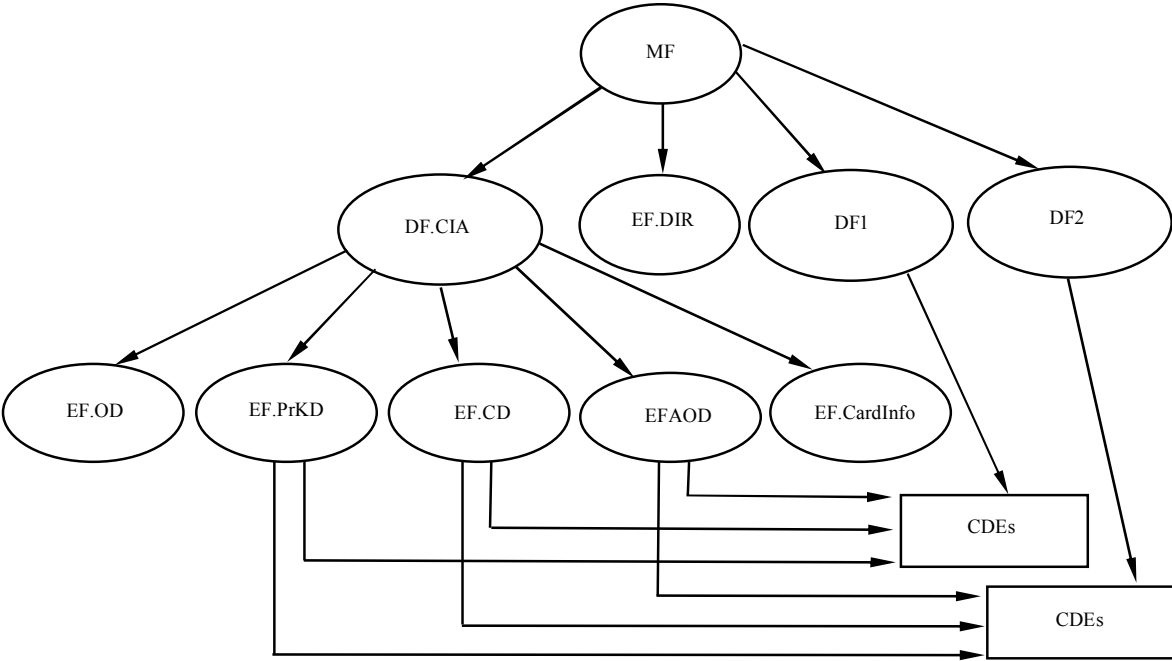 MF
DF.CIA
EF.DIR
DF1
DF2
EF.OD
EF.PrKD
EF.CD
EFAOD
EF.CardInfo
CDEs
CDEs